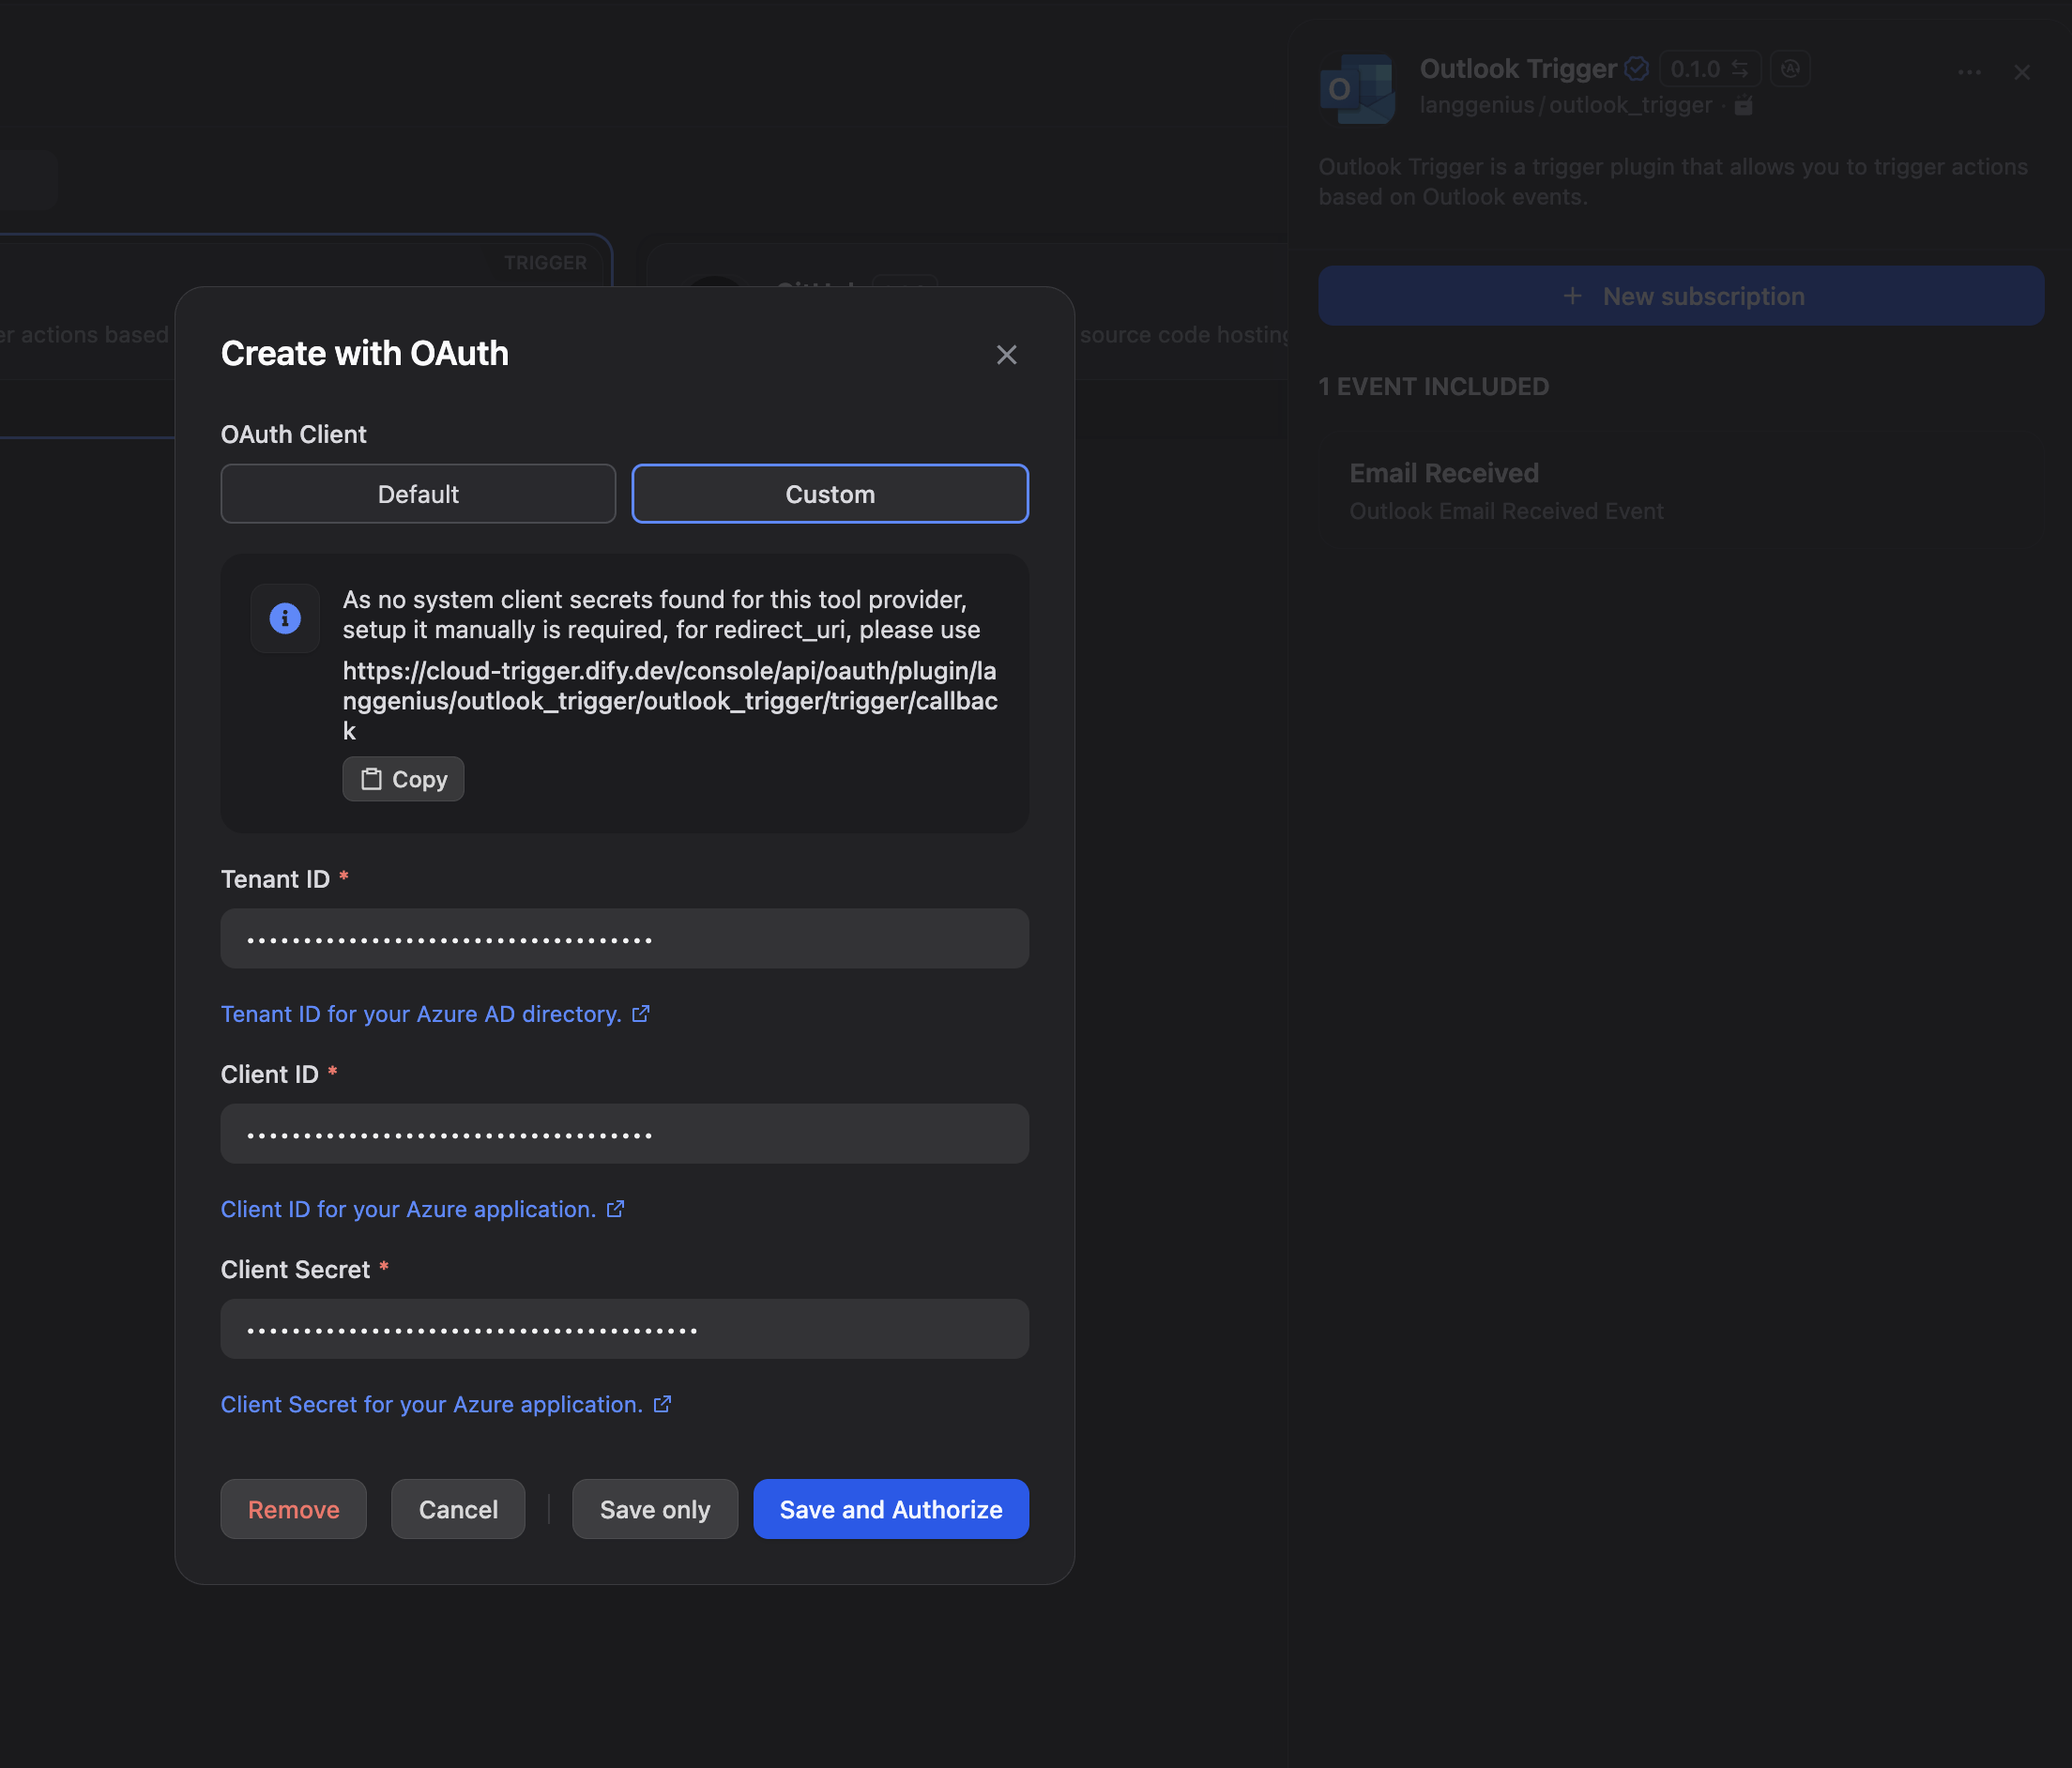 Outlook Trigger 0.1.0
langgenius / outlook_trigger ·
Outlook Trigger is a trigger plugin that allows you to trigger actions
based on Outlook events.
TRIGGER
er actions based
source code hosting
+ New subscription
1 EVENT INCLUDED
Email Received
Outlook Email Received Event
Create with OAuth
OAuth Client
Default
Custom
As no system client secrets found for this tool provider,
setup it manually is required, for redirect_uri, please use
https://cloud-trigger.dify.dev/console/api/oauth/plugin/la
nggenius/outlook_trigger/outlook_trigger/trigger/callbac
k
Copy
Tenant ID *
••••••••••••••••••••••••••••••••••••
Tenant ID for your Azure AD directory.
Client ID *
••••••••••••••••••••••••••••••••••••
Client ID for your Azure application.
Client Secret *
••••••••••••••••••••••••••••••••••••••••
Client Secret for your Azure application.
Remove
Cancel
Save only
Save and Authorize